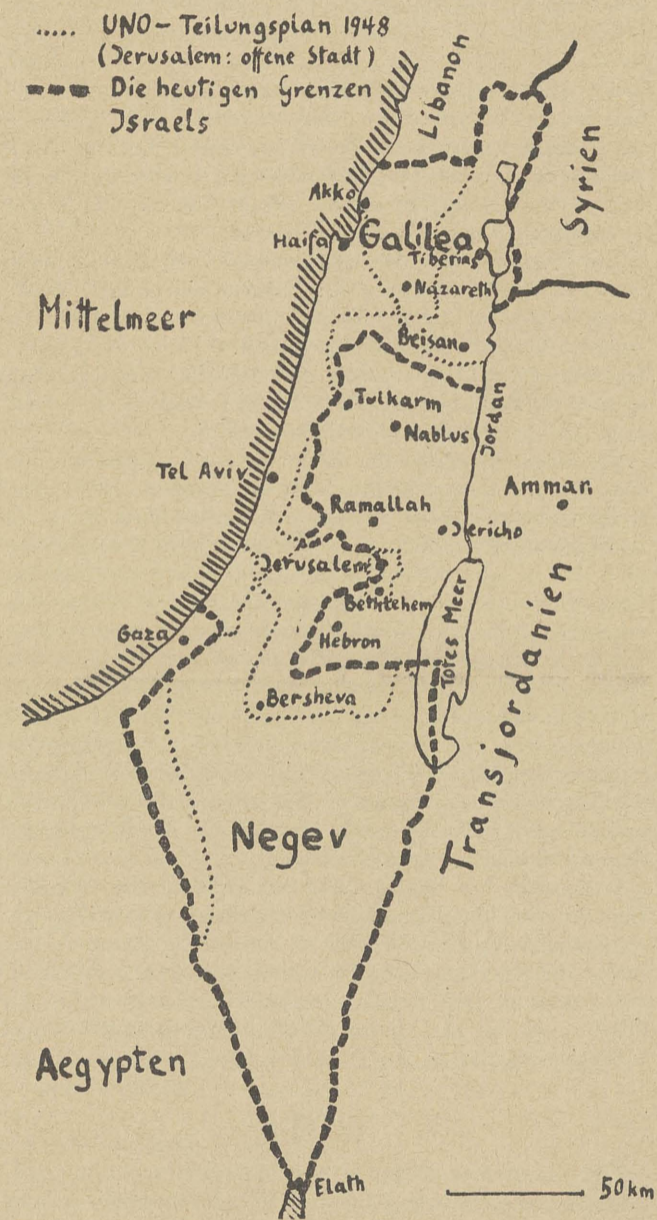 ..... UNO-Teilungsplan 1948
(Jerusalem: offene Stadt)
Die heutigen Grenzen
Israels
Libanon
Syrien
Akko
Haifa
Galilea
Tiberias
Nazareth
Mittelmeer
Beisan
Tulkarm
Jordan
Nablus
Tel Aviv
Amman
Ramallah
Jericho
Jerusalem
Bethlehem
Totes Meer
Gaza
Hebron
Transjordanien
Bersheva
Negev
Aegypten
Elath
50 km